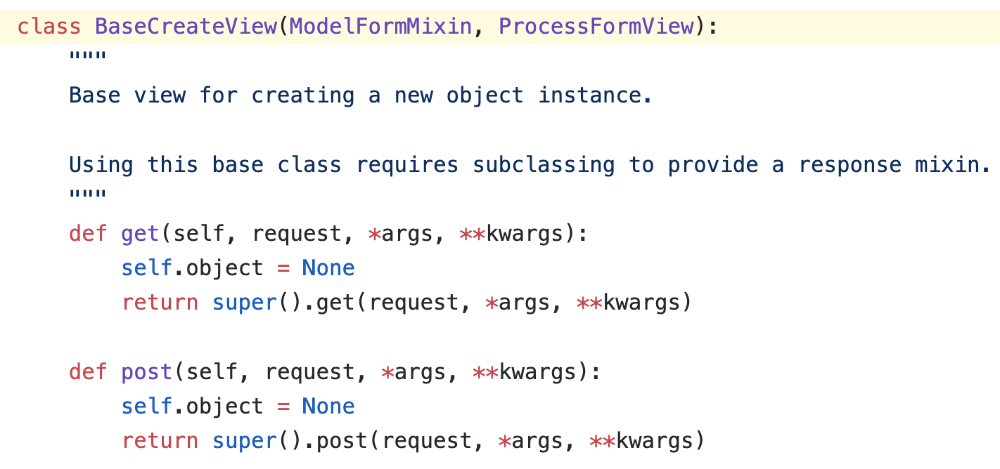 class BaseCreateView(ModelFormMixin, ProcessFormView):
    """
    Base view for creating a new object instance.

    Using this base class requires subclassing to provide a response mixin.
    """
    def get(self, request, *args, **kwargs):
        self.object = None
        return super().get(request, *args, **kwargs)

    def post(self, request, *args, **kwargs):
        self.object = None
        return super().post(request, *args, **kwargs)